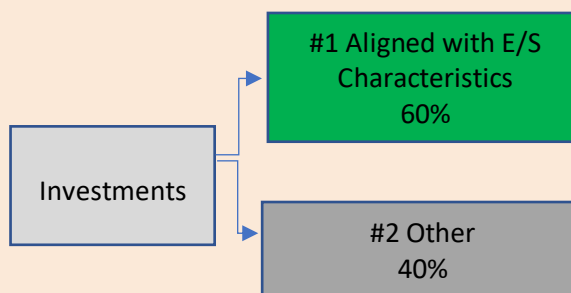 #1 Aligned with E/S
Characteristics
60%
Investments
#2 Other
40%